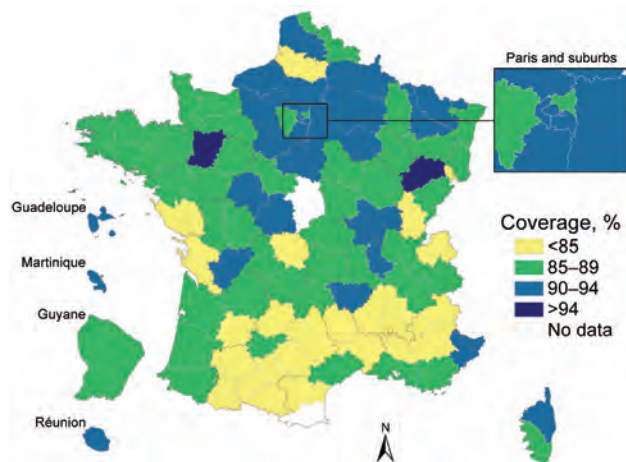 Paris and suburbs
Guadeloupe
Martinique
Guyane
Réunion
Coverage, %
<85
85–89
90–94
>94
No data
N